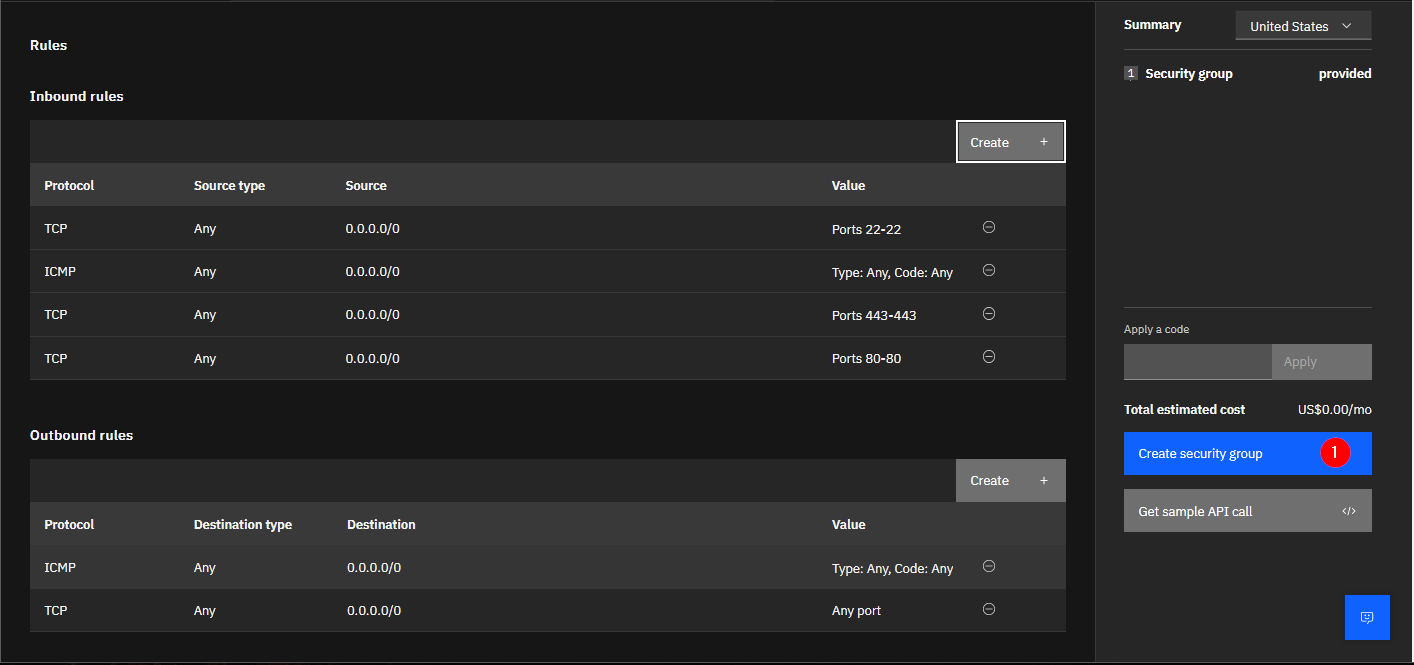 Rules
Inbound rules
Create +
Protocol Source type Source Value
TCP Any 0.0.0.0/0 Ports 22-22
ICMP Any 0.0.0.0/0 Type: Any, Code: Any
TCP Any 0.0.0.0/0 Ports 443-443
TCP Any 0.0.0.0/0 Ports 80-80
Outbound rules
Create +
Protocol Destination type Destination Value
ICMP Any 0.0.0.0/0 Type: Any, Code: Any
TCP Any 0.0.0.0/0 Any port
Summary United States
1 Security group provided
Apply a code
Apply
Total estimated cost US$0.00/mo
Create security group 1
Get sample API call </>